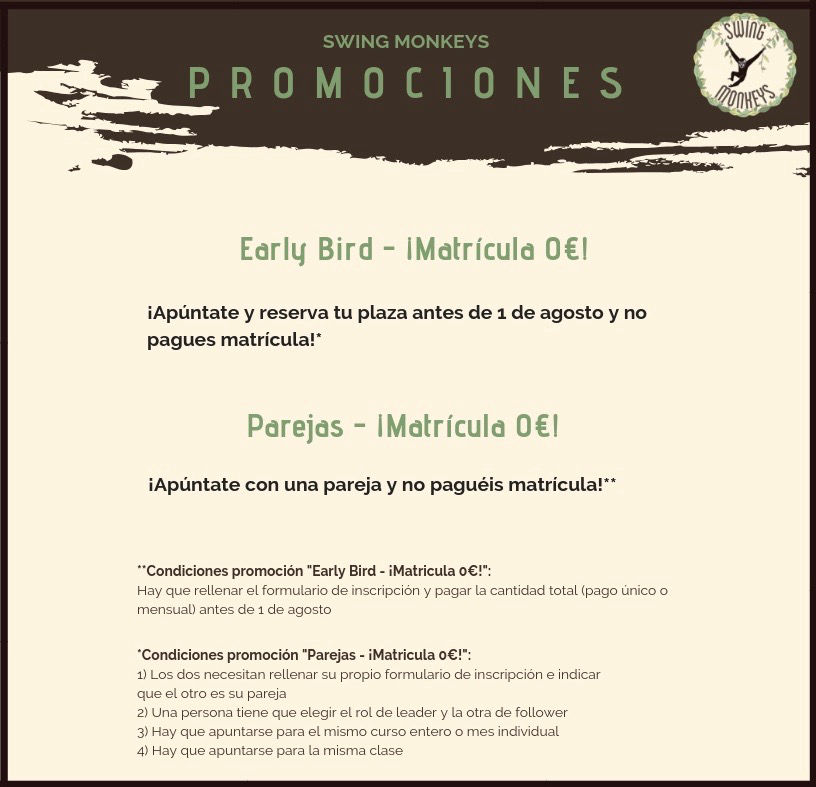 SWING MONKEYS
PROMOCIONES
SWING
MONKEYS
Early Bird - ¡Matrícula 0€!
¡Apúntate y reserva tu plaza antes de 1 de agosto y no
pagues matrícula!*
Parejas - ¡Matrícula 0€!
¡Apúntate con una pareja y no paguéis matrícula!**
**Condiciones promoción "Early Bird - ¡Matricula 0€!":
Hay que rellenar el formulario de inscripción y pagar la cantidad total (pago único o
mensual) antes de 1 de agosto
*Condiciones promoción "Parejas - ¡Matricula 0€!":
1) Los dos necesitan rellenar su propio formulario de inscripción e indicar
que el otro es su pareja
2) Una persona tiene que elegir el rol de leader y la otra de follower
3) Hay que apuntarse para el mismo curso entero o mes individual
4) Hay que apuntarse para la misma clase